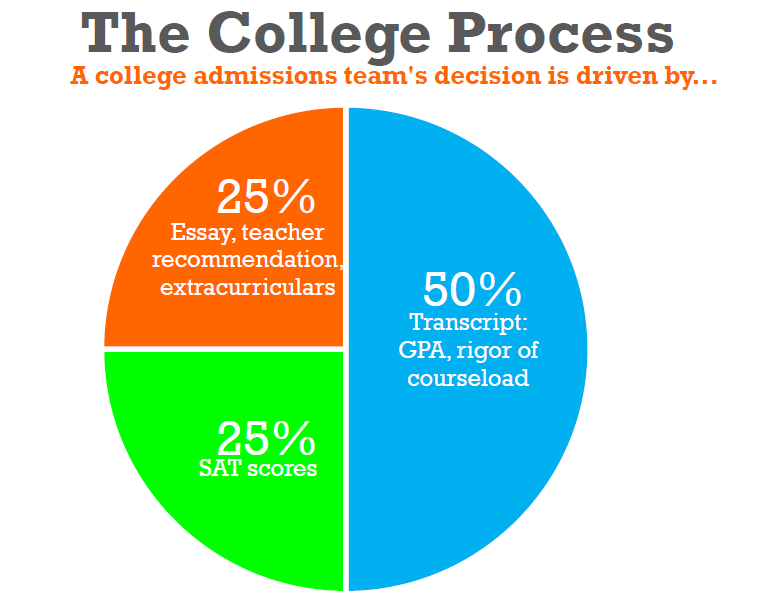 The College Process
A college admissions team's decision is driven by...
25%
Essay, teacher
recommendation,
extracurriculars
50%
Transcript:
GPA, rigor of
courseload
25%
SAT scores